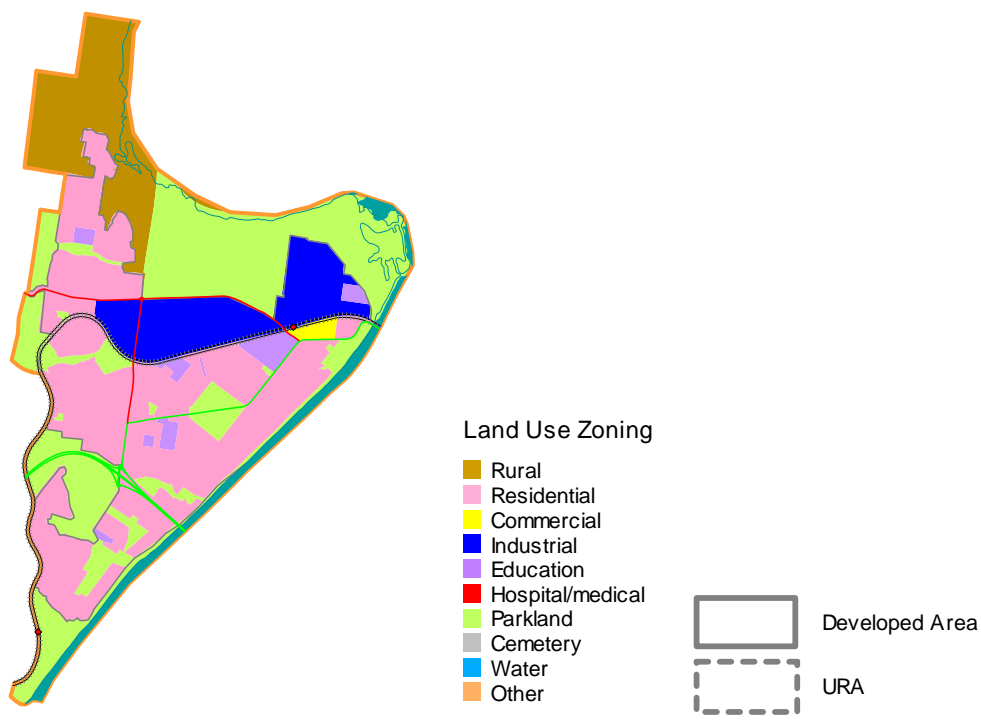 Land Use Zoning
Rural
Residential
Commercial
Industrial
Education
Hospital/medical
Parkland
Cemetery
Water
Other
Developed Area
URA